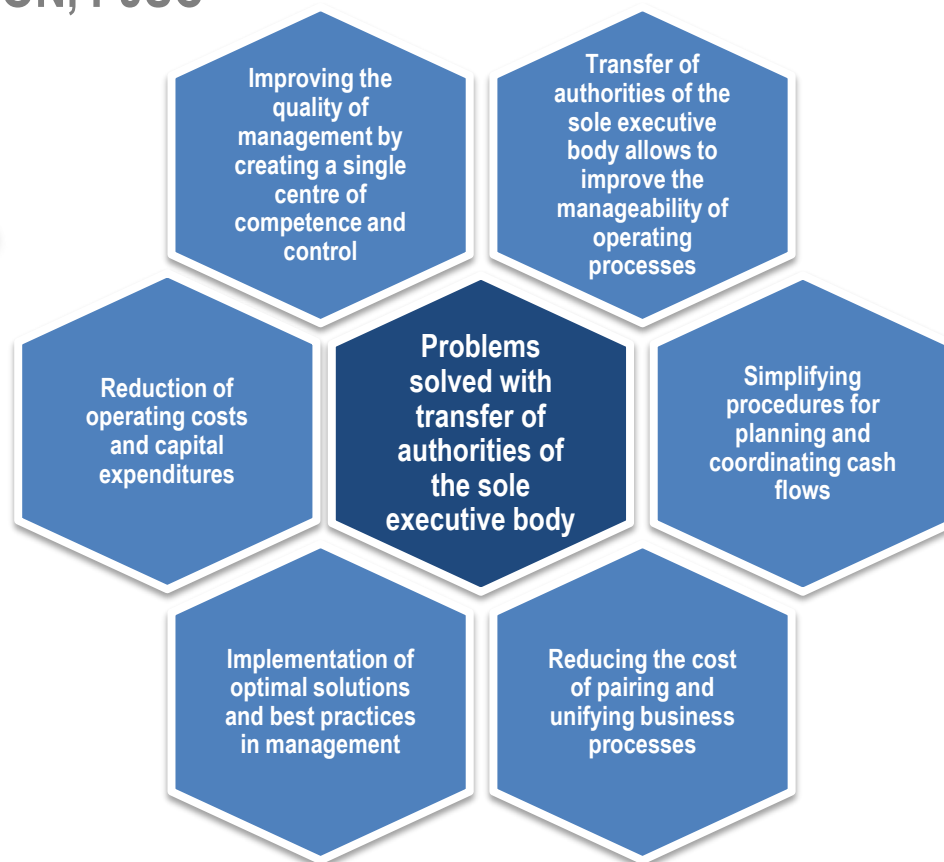 Improving the
quality of
management by
creating a single
centre of
competence and
control
Transfer of
authorities of the
sole executive
body allows to
improve the
manageability of
operating
processes
Reduction of
operating costs
and capital
expenditures
Problems
solved with
transfer of
authorities of
the sole
executive body
Simplifying
procedures for
planning and
coordinating cash
flows
Implementation of
optimal solutions
and best practices
in management
Reducing the cost
of pairing and
unifying business
processes